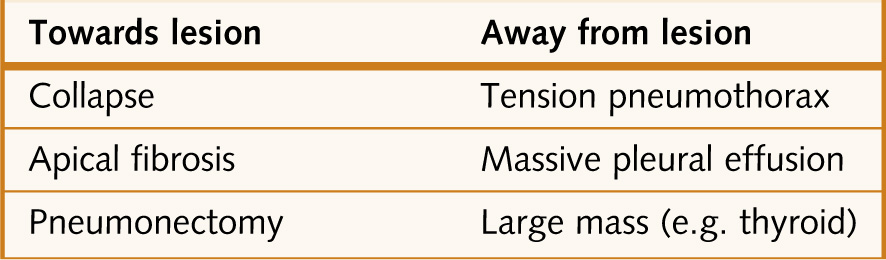 Towards lesion Away from lesion
Collapse Tension pneumothorax
Apical fibrosis Massive pleural effusion
Pneumonectomy Large mass (e.g. thyroid)